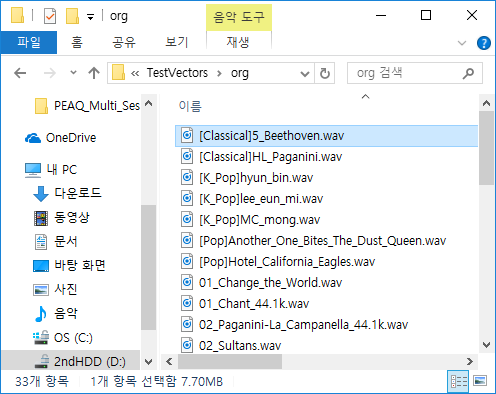 org
음악 도구
파일
홈
공유
보기
재생
« TestVectors › org
org 검색
PEAQ_Multi_Ses
OneDrive
내 PC
다운로드
동영상
문서
바탕 화면
사진
음악
OS (C:)
2ndHDD (D:)
이름
[Classical]5_Beethoven.wav
[Classical]HL_Paganini.wav
[K_Pop]hyun_bin.wav
[K_Pop]lee_eun_mi.wav
[K_Pop]MC_mong.wav
[Pop]Another_One_Bites_The_Dust_Queen.wav
[Pop]Hotel_California_Eagles.wav
01_Change_the_World.wav
01_Chant_44.1k.wav
02_Paganini-La_Campanella_44.1k.wav
02_Sultans.wav
33개 항목
1개 항목 선택함 7.70MB